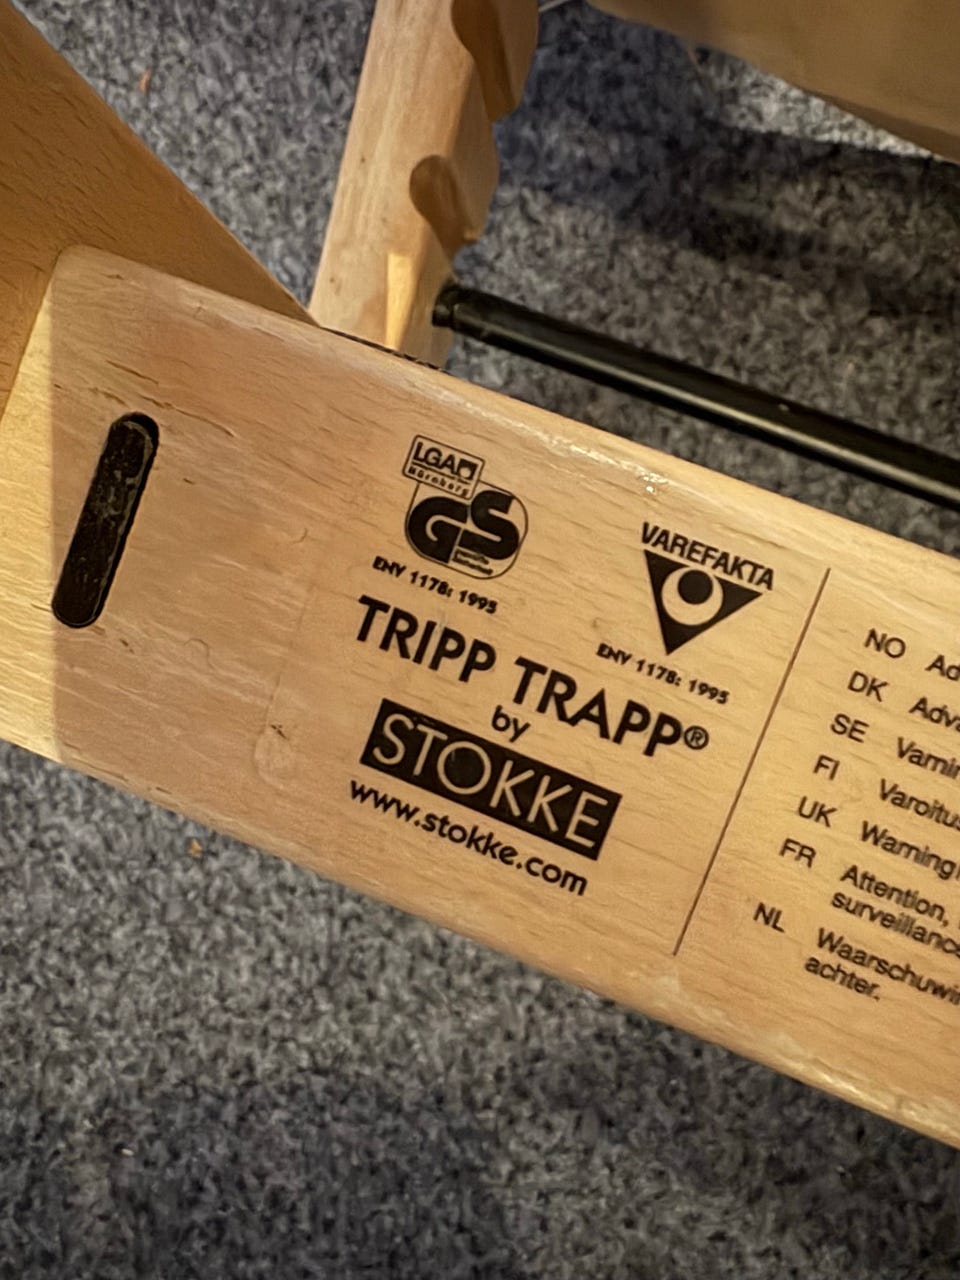 LGA
Nürnberg
GS
ENV 1178: 1995
VAREFAKTA
ENV 1178: 1995
TRIPP TRAPP®
by
STOKKE
www.stokke.com
NO
DK
SE
FI
UK Warning
FR Attention,
NL
achter.